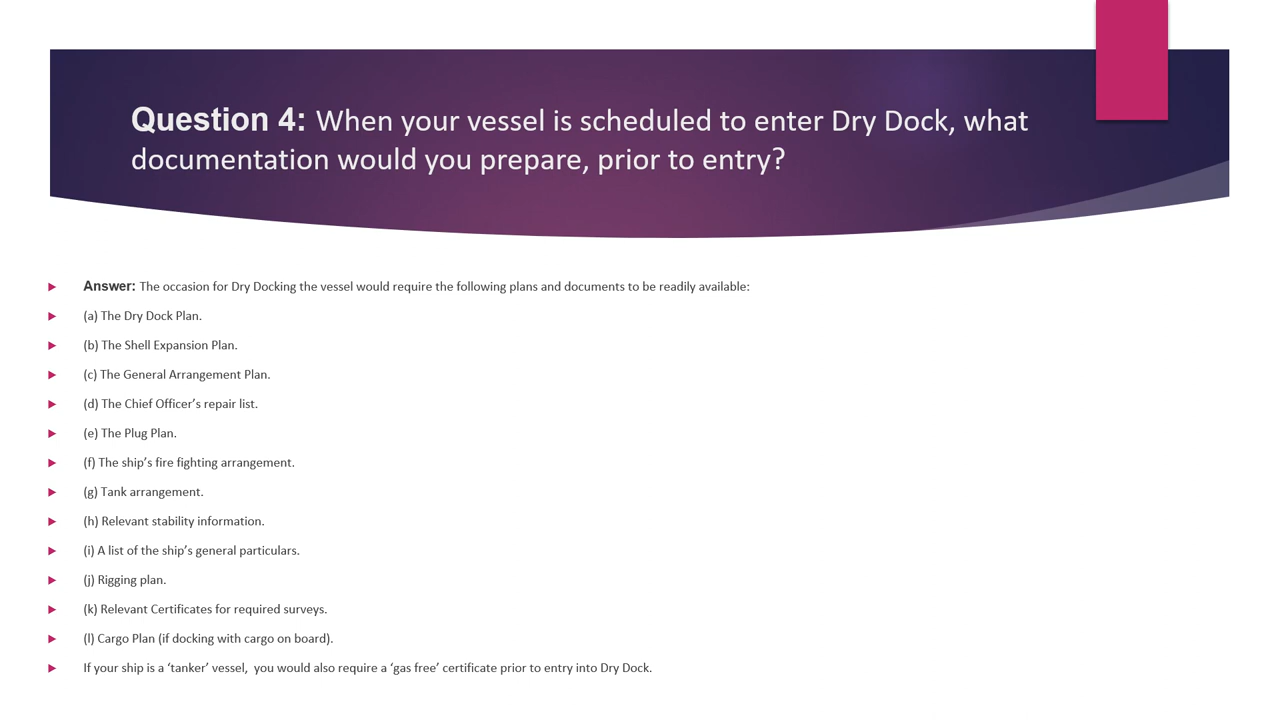 Question 4: When your vessel is scheduled to enter Dry Dock, what
documentation would you prepare, prior to entry?
Answer: The occasion for Dry Docking the vessel would require the following plans and documents to be readily available:
(a) The Dry Dock Plan.
(b) The Shell Expansion Plan.
(c) The General Arrangement Plan.
(d) The Chief Officer’s repair list.
(e) The Plug Plan.
(f) The ship’s fire fighting arrangement.
(g) Tank arrangement.
(h) Relevant stability information.
(i) A list of the ship’s general particulars.
(j) Rigging plan.
(k) Relevant Certificates for required surveys.
(l) Cargo Plan (if docking with cargo on board).
If your ship is a ‘tanker’ vessel,  you would also require a ‘gas free’ certificate prior to entry into Dry Dock.